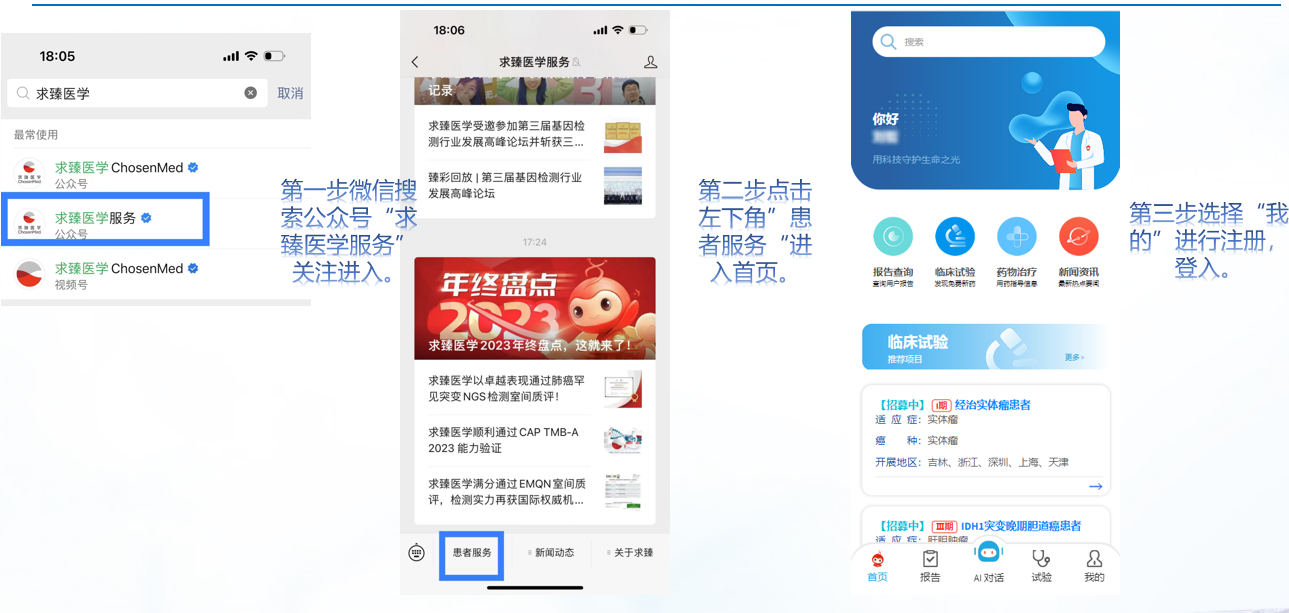 18:05
求臻医学
取消
最常使用
求臻医学 ChosenMed
公众号
求臻医学服务
公众号
求臻医学 ChosenMed
视频号
第一步微信搜
索公众号“求
臻医学服务”
关注进入。
18:06
求臻医学服务
记录
求臻医学受邀参加第三届基因检
测行业发展高峰论坛并斩获三...
臻彩回放 | 第三届基因检测行业
发展高峰论坛
17:24
年终盘点
2023
求臻医学2023年终盘点，这就来了！
求臻医学以卓越表现通过肺癌罕
见突变NGS检测室间质评！
求臻医学顺利通过CAP TMB-A
2023 能力验证
求臻医学满分通过EMQN室间质
评，检测实力再获国际权威机...
患者服务
新闻动态
关于求臻
第二步点击
左下角”患
者服务“进
入首页。
搜索
你好
用科技守护生命之光
报告查询
查询用户报告
临床试验
发现免费新药
药物治疗
用药指导信息
新闻资讯
最新热点要闻
临床试验
推荐项目
更多>
【招募中】 I期 经治实体瘤患者
适 应 症：实体瘤
癌 种：实体瘤
开展地区：吉林、浙江、深圳、上海、天津
【招募中】 III期 IDH1突变晚期胆道癌患者
适 应 症：肝胆肿瘤
首页
报告
AI 对话
试验
我的
第三步选择“我
的”进行注册，
登入。